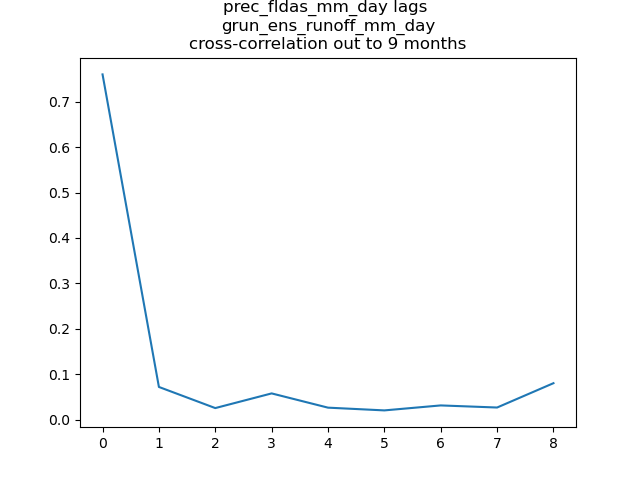 prec_fldas_mm_day lags
grun_ens_runoff_mm_day
cross-correlation out to 9 months
0.7
0.6
0.5
0.4
0.3
0.2
0.1
0.0
0 1 2 3 4 5 6 7 8